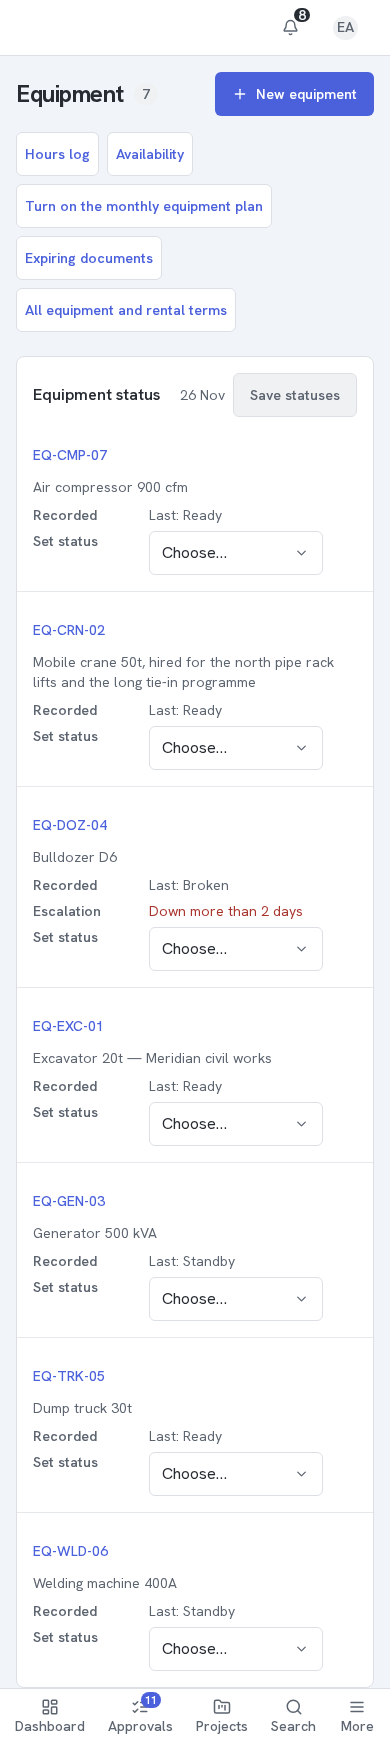 8
EA
Equipment 7
New equipment
Hours log
Availability
Turn on the monthly equipment plan
Expiring documents
All equipment and rental terms
Equipment status 26 Nov Save statuses
EQ-CMP-07
Air compressor 900 cfm
Recorded Last: Ready
Set status Choose...
EQ-CRN-02
Mobile crane 50t, hired for the north pipe rack
lifts and the long tie-in programme
Recorded Last: Ready
Set status Choose...
EQ-DOZ-04
Bulldozer D6
Recorded Last: Broken
Escalation Down more than 2 days
Set status Choose...
EQ-EXC-01
Excavator 20t — Meridian civil works
Recorded Last: Ready
Set status Choose...
EQ-GEN-03
Generator 500 kVA
Recorded Last: Standby
Set status Choose...
EQ-TRK-05
Dump truck 30t
Recorded Last: Ready
Set status Choose...
EQ-WLD-06
Welding machine 400A
Recorded Last: Standby
Set status Choose...
11
Dashboard Approvals Projects Search More